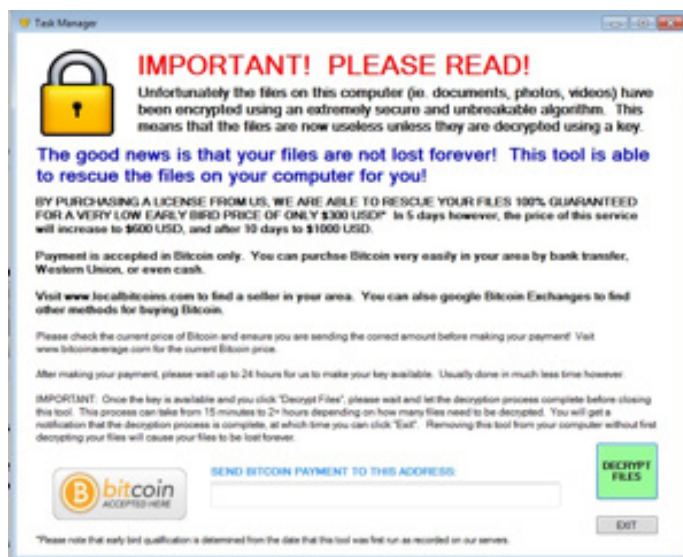 Task Manager
IMPORTANT!  PLEASE READ!
Unfortunately the files on this computer (ie. documents, photos, videos) have
been encrypted using an extremely secure and unbreakable algorithm.  This
means that the files are now useless unless they are decrypted using a key.
The good news is that your files are not lost forever!  This tool is able
to rescue the files on your computer for you!
BY PURCHASING A LICENSE FROM US, WE ARE ABLE TO RESCUE YOUR FILES 100% GUARANTEED
FOR A VERY LOW EARLY BIRD PRICE OF ONLY $300 USD!*  In 5 days however, the price of this service
will increase to $600 USD, and after 10 days to $1000 USD.
Payment is accepted in Bitcoin only.  You can purchse Bitcoin very easily in your area by bank transfer,
Western Union, or even cash.
Visit www.localbitcoins.com to find a seller in your area.  You can also google Bitcoin Exchanges to find
other methods for buying Bitcoin.
Please check the current price of Bitcoin and ensure you are sending the correct amount before making your payment!  Visit
www.bitcoinaverage.com for the current Bitcoin price.
After making your payment, please wait up to 24 hours for us to make your key available.  Usually done in much less time however.
IMPORTANT:  Once the key is available and you click "Decrypt Files", please wait and let the decryption process complete before closing
this tool.  This process can take from 15 minutes to 2+ hours depending on how many files need to be decrypted.  You will get a
notification that the decryption process is complete, at which time you can click "Exit".  Removing this tool from your computer without first
decrypting your files will cause your files to be lost forever.
SEND BITCOIN PAYMENT TO THIS ADDRESS:
bitcoin
ACCEPTED HERE
DECRYPT
FILES
EXIT
*Please note that early bird qualification is determined from the date that this tool was first run as recorded on our servers.